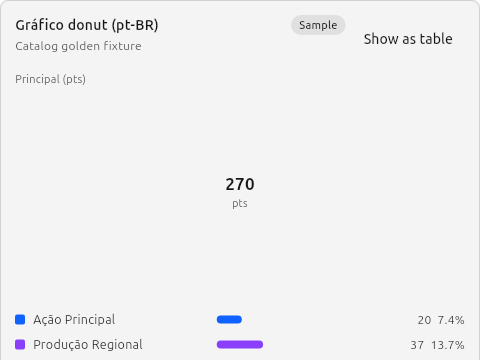 Gráfico donut (pt-BR)
Sample
Show as table
Catalog golden fixture
Principal (pts)
270
pts
Ação Principal 20 7.4%
Produção Regional 37 13.7%